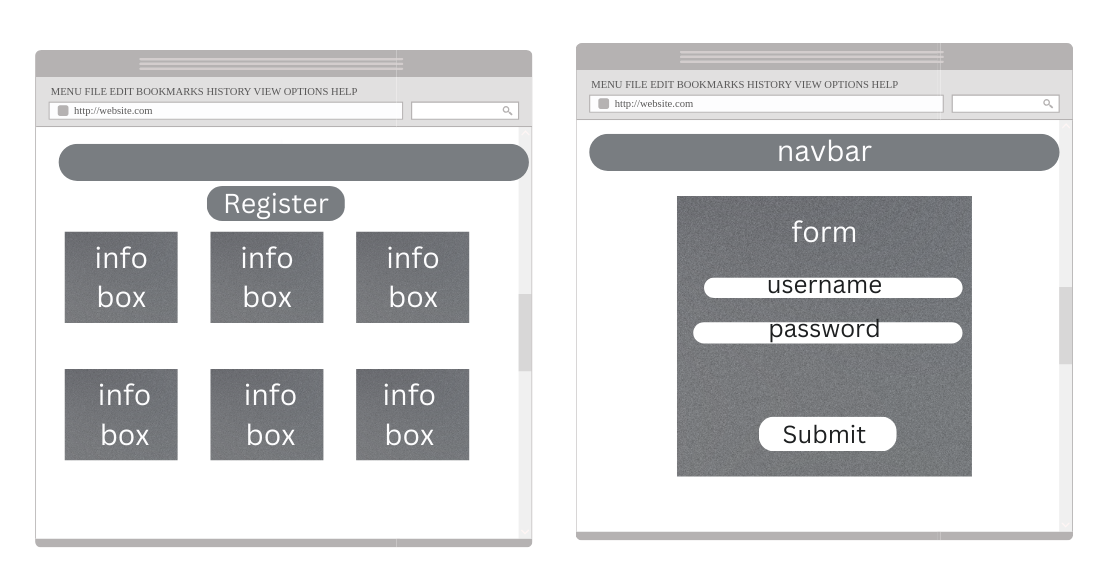 MENU FILE EDIT BOOKMARKS HISTORY VIEW OPTIONS HELP
http://website.com
Register
info
box
info
box
info
box
info
box
info
box
info
box
MENU FILE EDIT BOOKMARKS HISTORY VIEW OPTIONS HELP
http://website.com
navbar
form
username
password
Submit